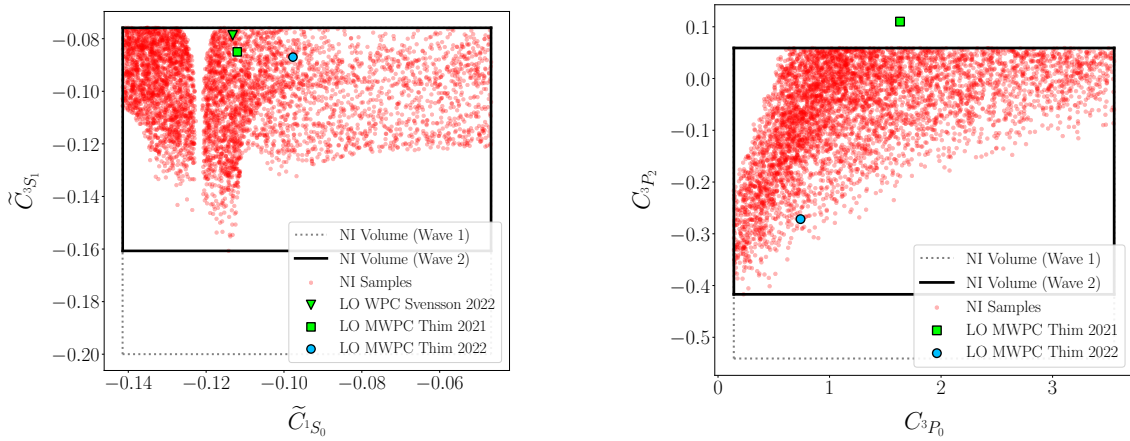 −0.08
−0.10
−0.12
−0.14
−0.16
−0.18
−0.20
C̃³S₁
NI Volume (Wave 1)
NI Volume (Wave 2)
NI Samples
LO WPC Svensson 2022
LO MWPC Thim 2021
LO MWPC Thim 2022
−0.14 −0.12 −0.10 −0.08 −0.06
C̃¹S₀
0.1
0.0
−0.1
−0.2
−0.3
−0.4
−0.5
C³P₂
NI Volume (Wave 1)
NI Volume (Wave 2)
NI Samples
LO MWPC Thim 2021
LO MWPC Thim 2022
0 1 2 3
C³P₀